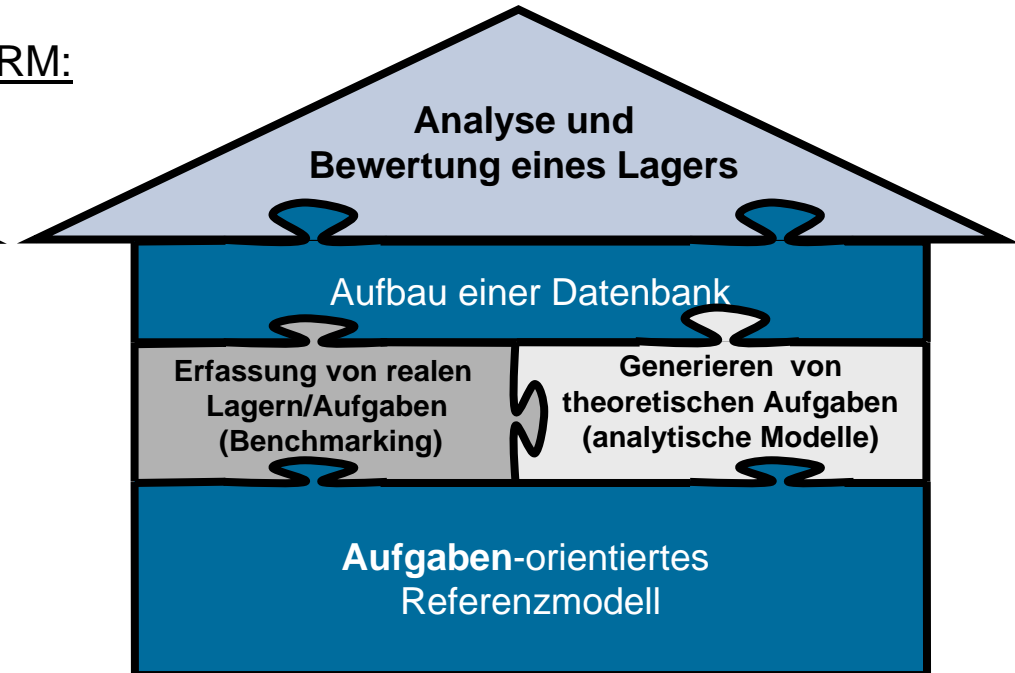 RM:
Analyse und
Bewertung eines Lagers
Aufbau einer Datenbank
Erfassung von realen
Lagern/Aufgaben
(Benchmarking)
Generieren von
theoretischen Aufgaben
(analytische Modelle)
Aufgaben-orientiertes
Referenzmodell